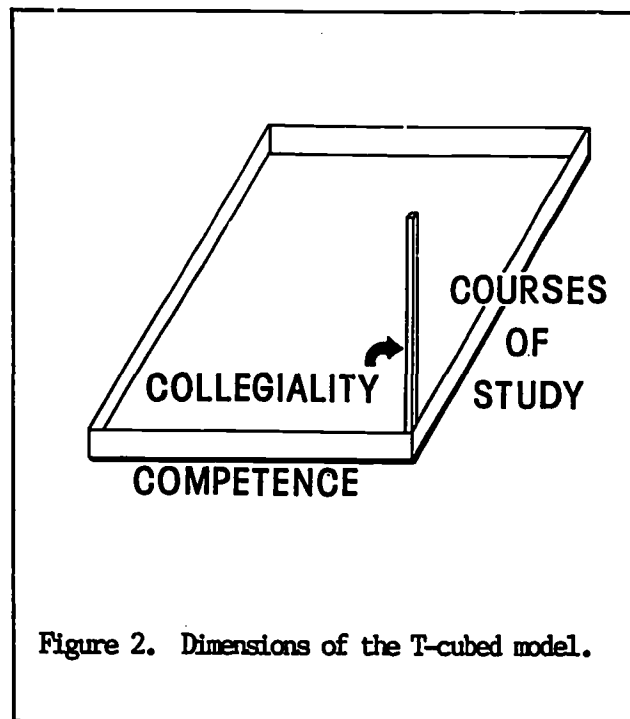 COURSES
OF
STUDY
COLLEGIALITY
COMPETENCE
Figure 2. Dimensions of the T-cubed model.